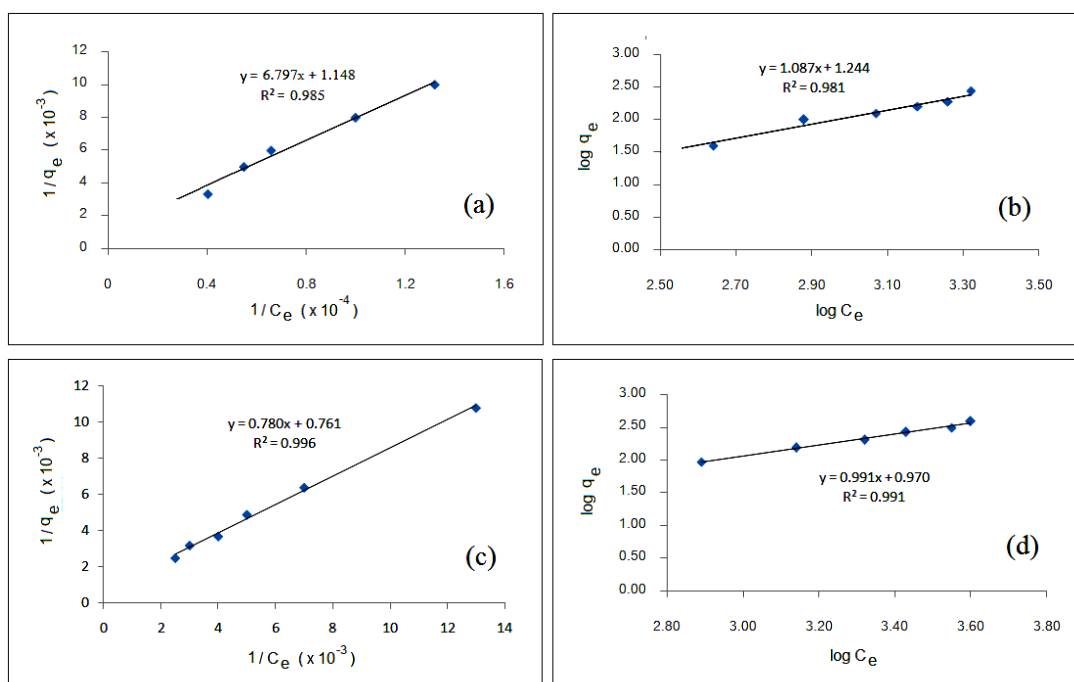 12
10
8
6
4
2
0
1/ q e ( x 10-3)
y = 6.797x + 1.148
R² = 0.985
(a)
0 0.4 0.8 1.2 1.6
1/ C e ( x 10-4)
3.00
2.50
2.00
1.50
1.00
0.50
0.00
log q e
y = 1.087x + 1.244
R² = 0.981
(b)
2.50 2.70 2.90 3.10 3.30 3.50
log C e
12
10
8
6
4
2
0
1/ q e ( x 10-3)
y = 0.780x + 0.761
R² = 0.996
(c)
0 2 4 6 8 10 12 14
1/ C e ( x 10-3)
3.00
2.50
2.00
1.50
1.00
0.50
0.00
log q e
y = 0.991x + 0.970
R² = 0.991
(d)
2.80 3.00 3.20 3.40 3.60 3.80
log C e